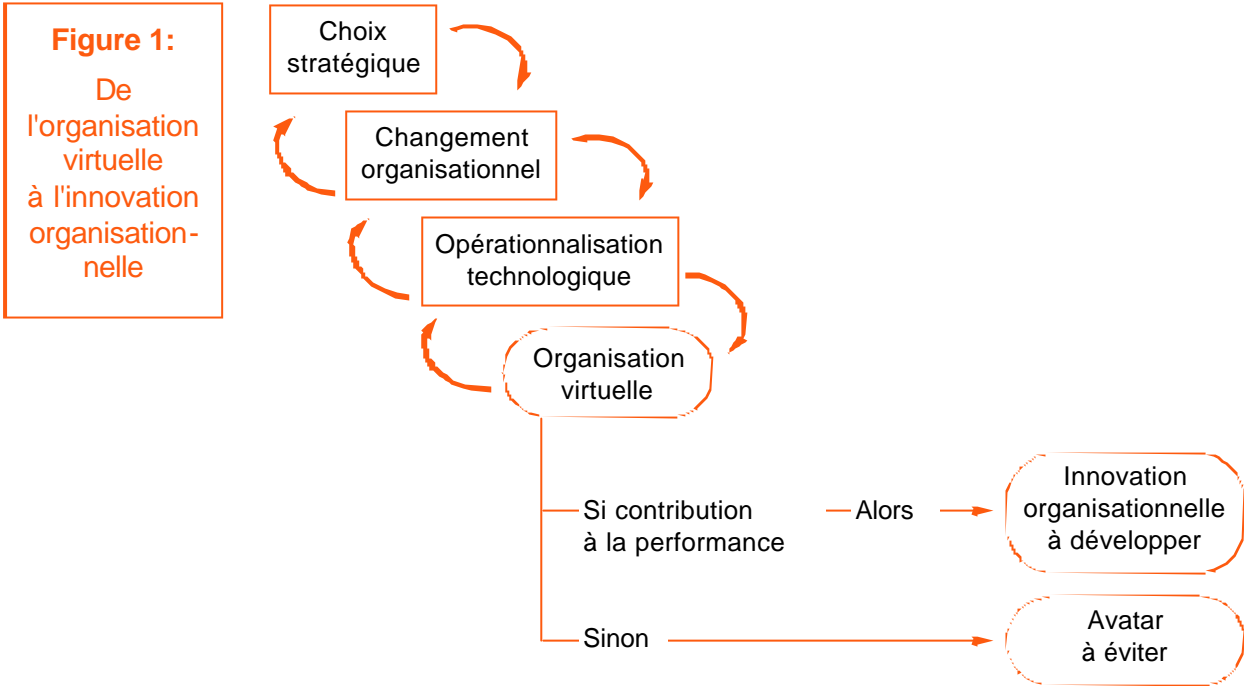 Figure 1:
De
l'organisation
virtuelle
à l'innovation
organisation-
nelle
Choix
stratégique
Changement
organisationnel
Opérationnalisation
technologique
Organisation
virtuelle
Si contribution
à la performance
Alors
Innovation
organisationnelle
à développer
Sinon
Avatar
à éviter